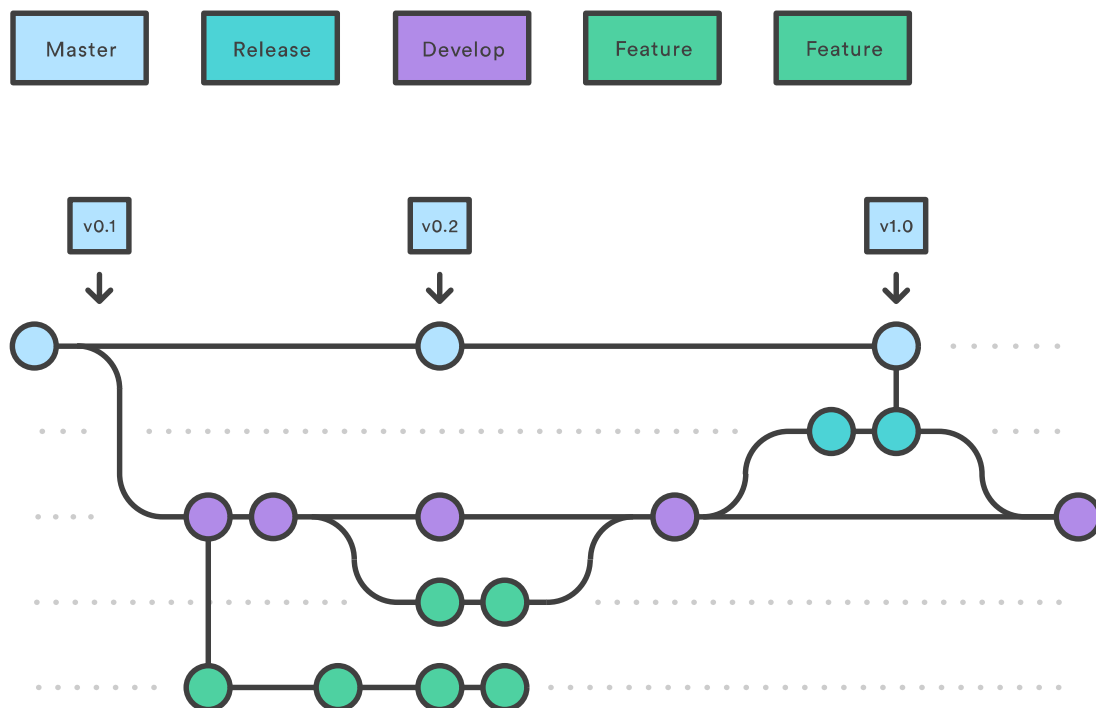 Master
Release
Develop
Feature
Feature
v0.1
v0.2
v1.0